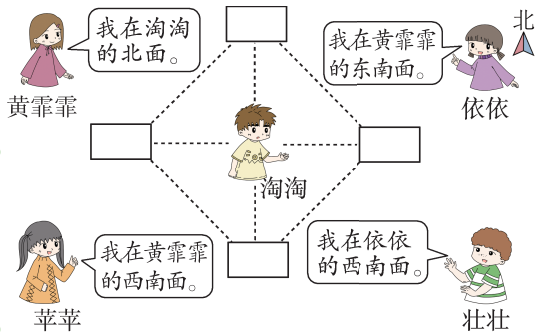 我在淘淘
的北面。
黄霏霏
我在黄霏霏
的东南面。
依依
北
淘淘
我在黄霏霏
的西南面。
苹苹
我在依依
的西南面。
壮壮